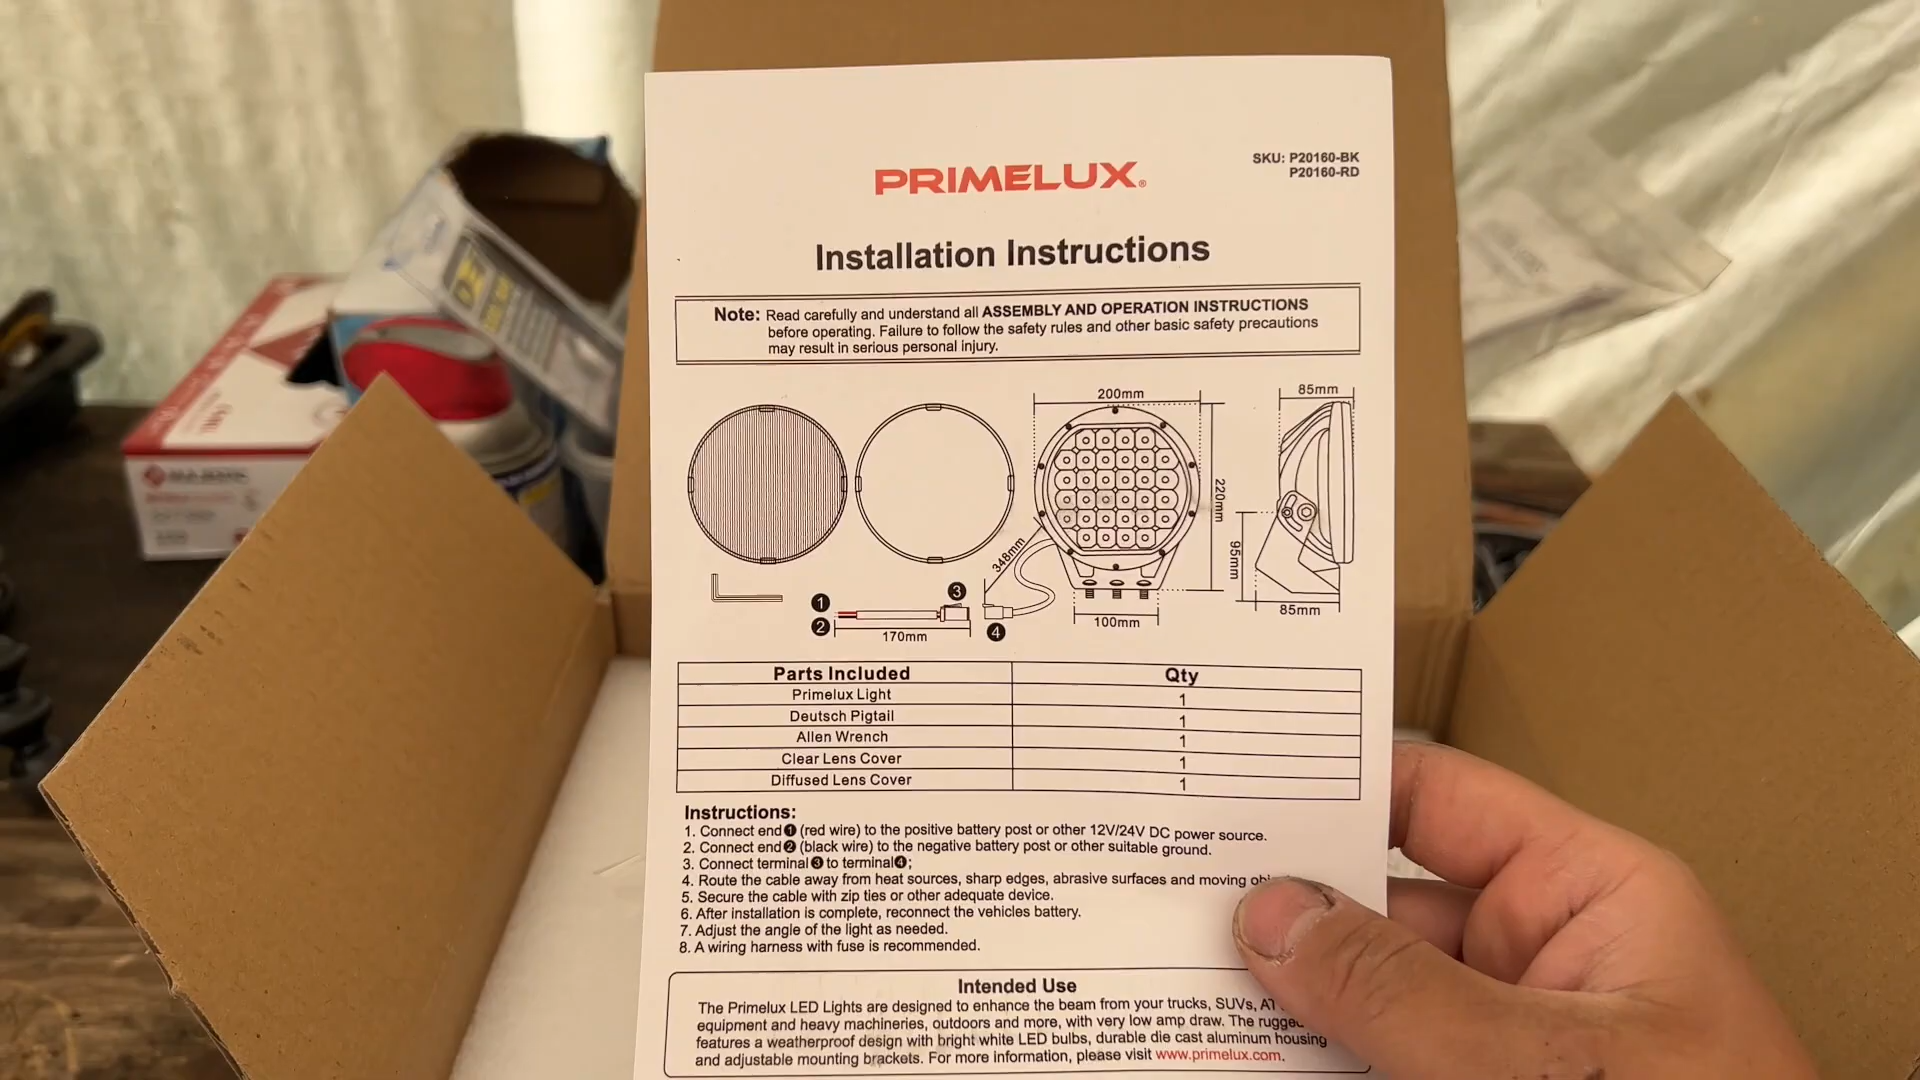 SKU: P20160-BK
P20160-RD
PRIMELUX®
Installation Instructions
Note: Read carefully and understand all ASSEMBLY AND OPERATION INSTRUCTIONS
before operating. Failure to follow the safety rules and other basic safety precautions
may result in serious personal injury.
200mm
85mm
220mm
348mm
95mm
1
2
3
170mm
4
100mm
85mm
Parts Included Qty
Primelux Light 1
Deutsch Pigtail 1
Allen Wrench 1
Clear Lens Cover 1
Diffused Lens Cover 1
Instructions:
1. Connect end❶ (red wire) to the positive battery post or other 12V/24V DC power source.
2. Connect end❷ (black wire) to the negative battery post or other suitable ground.
3. Connect terminal❸ to terminal❹;
4. Route the cable away from heat sources, sharp edges, abrasive surfaces and moving
5. Secure the cable with zip ties or other adequate device.
6. After installation is complete, reconnect the vehicles battery.
7. Adjust the angle of the light as needed.
8. A wiring harness with fuse is recommended.
Intended Use
The Primelux LED Lights are designed to enhance the beam from your trucks, SUVs,
equipment and heavy machineries, outdoors and more, with very low amp draw. The
features a weatherproof design with bright white LED bulbs, durable die cast aluminum housing
and adjustable mounting brackets. For more information, please visit www.primelux.com.